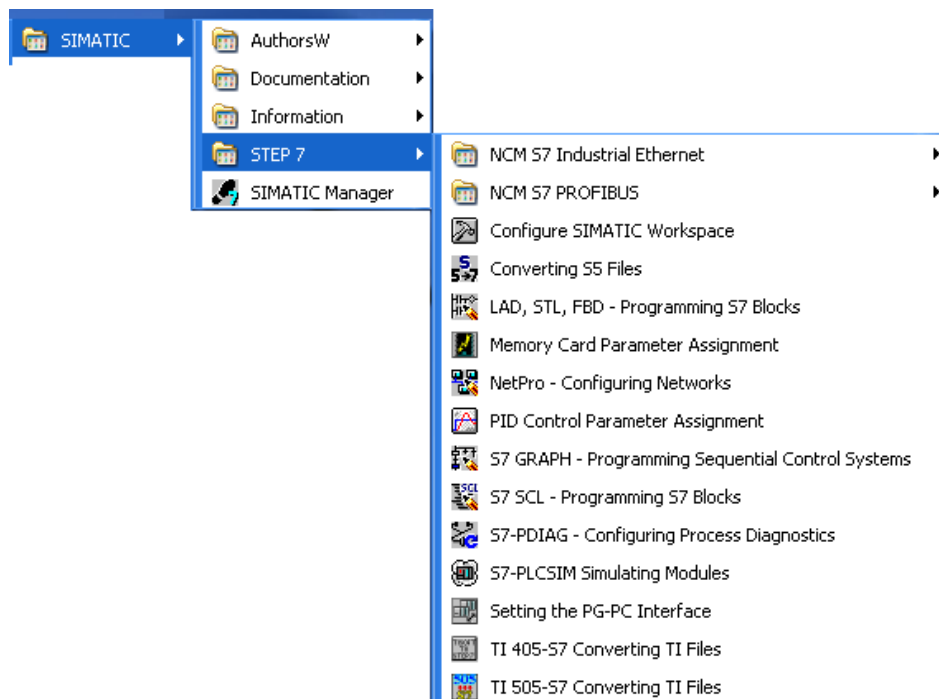 SIMATIC
AuthorsW
Documentation
Information
STEP 7
SIMATIC Manager
NCM S7 Industrial Ethernet
NCM S7 PROFIBUS
Configure SIMATIC Workspace
Converting S5 Files
LAD, STL, FBD - Programming S7 Blocks
Memory Card Parameter Assignment
NetPro - Configuring Networks
PID Control Parameter Assignment
S7 GRAPH - Programming Sequential Control Systems
S7 SCL - Programming S7 Blocks
S7-PDIAG - Configuring Process Diagnostics
S7-PLCSIM Simulating Modules
Setting the PG-PC Interface
TI 405-S7 Converting TI Files
TI 505-S7 Converting TI Files